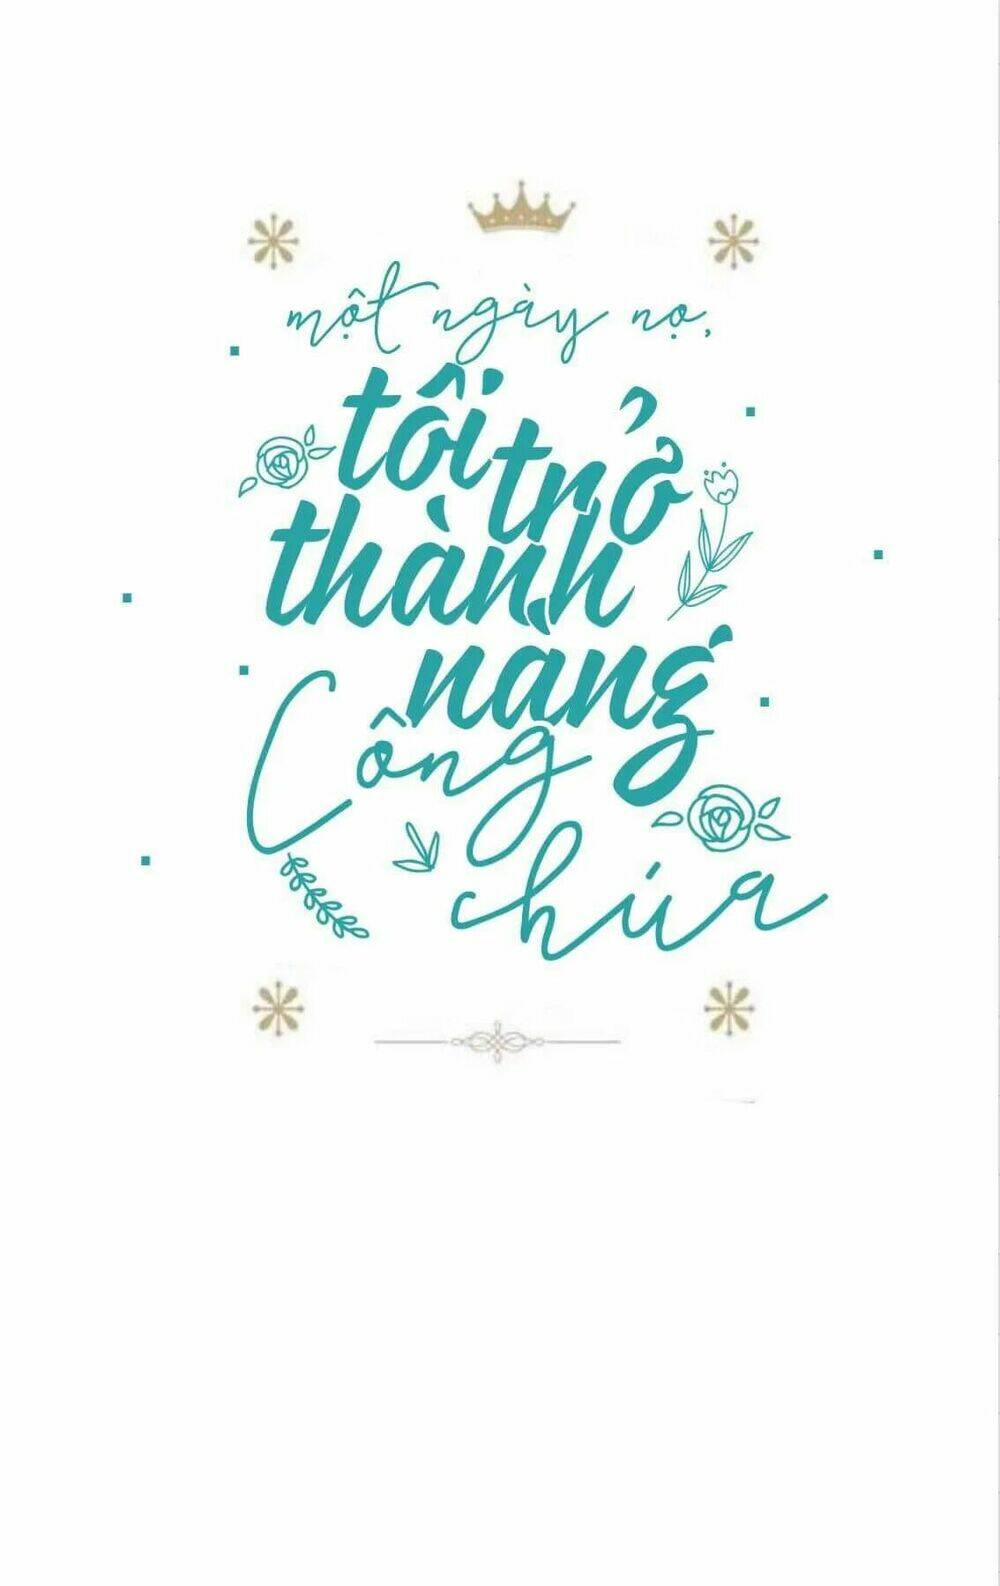 một ngày nọ,
tôi trở
thành
nàng
Công
chúa